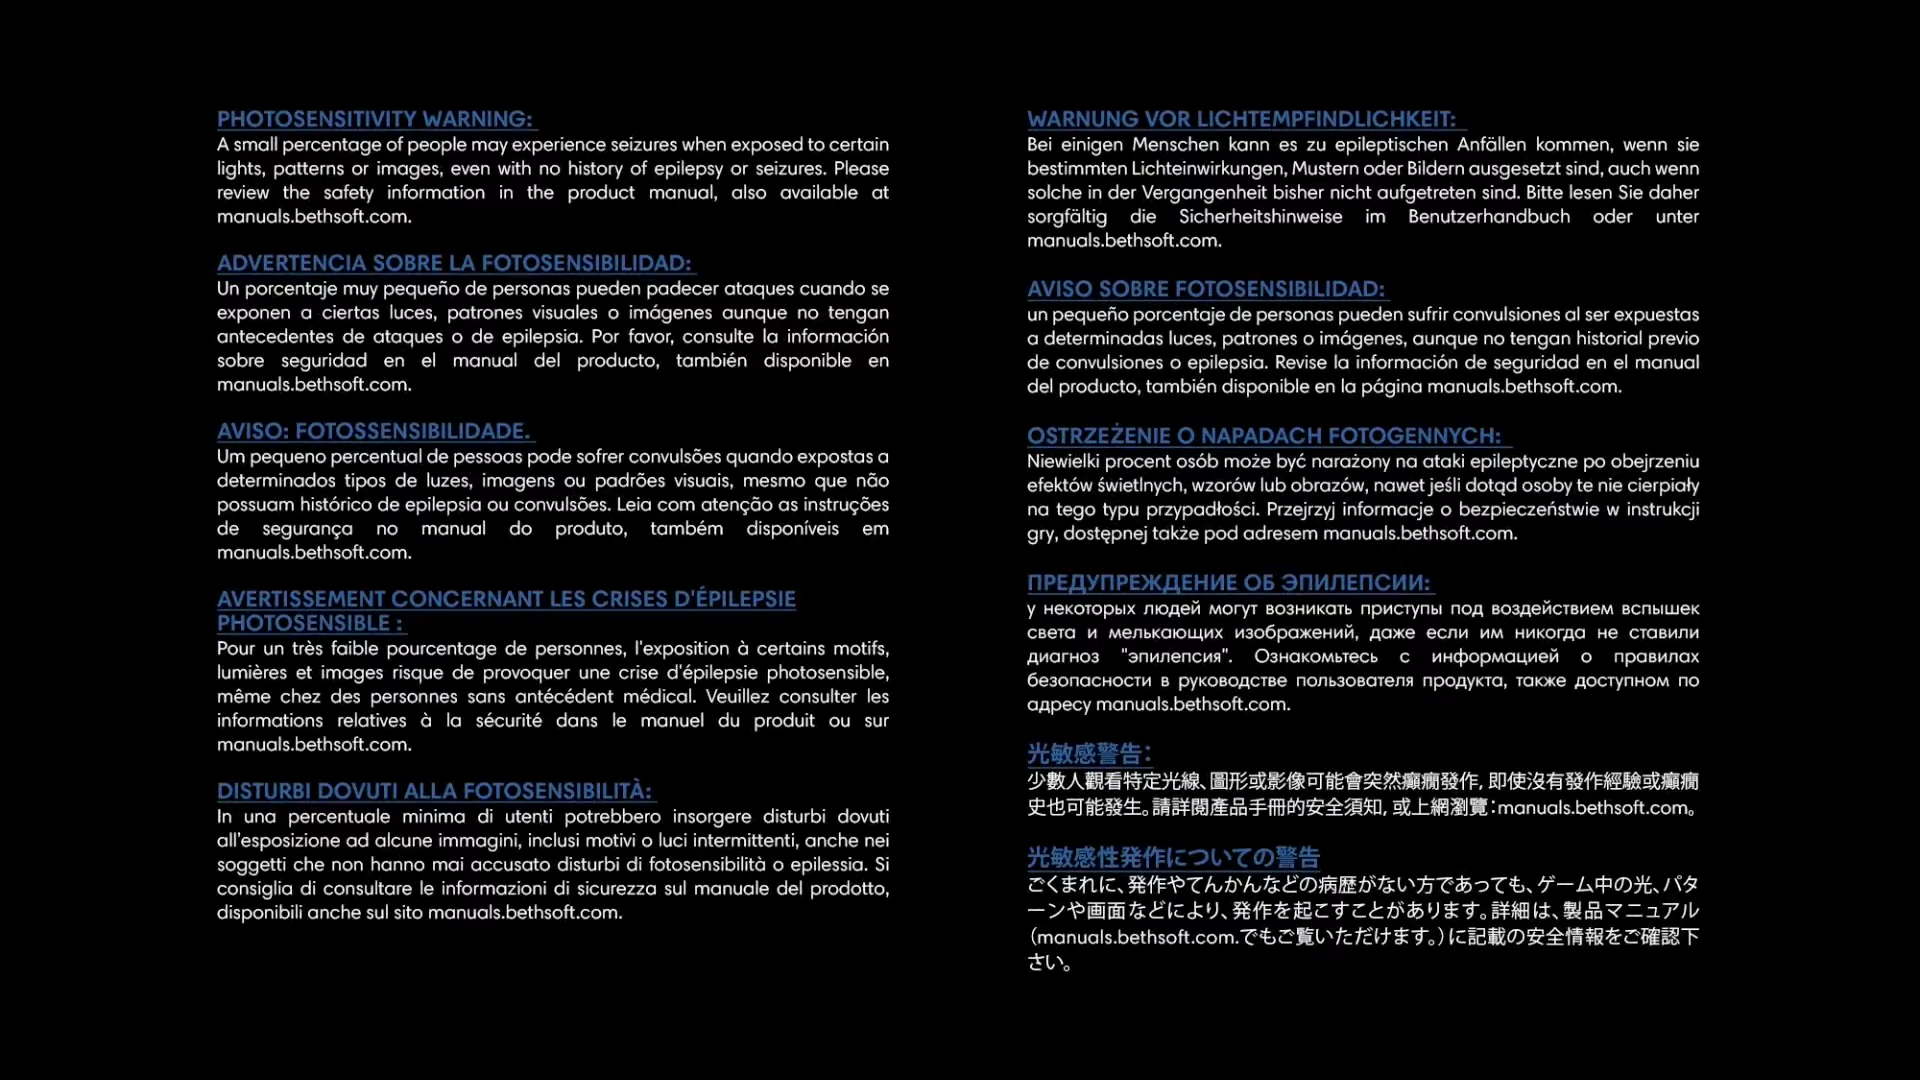 PHOTOSENSITIVITY WARNING:
A small percentage of people may experience seizures when exposed to certain
lights, patterns or images, even with no history of epilepsy or seizures. Please
review the safety information in the product manual, also available at
manuals.bethsoft.com.
ADVERTENCIA SOBRE LA FOTOSENSIBILIDAD:
Un porcentaje muy pequeño de personas pueden padecer ataques cuando se
exponen a ciertas luces, patrones visuales o imágenes aunque no tengan
antecedentes de ataques o de epilepsia. Por favor, consulte la información
sobre seguridad en el manual del producto, también disponible en
manuals.bethsoft.com.
AVISO: FOTOSSENSIBILIDADE.
Um pequeno percentual de pessoas pode sofrer convulsões quando expostas a
determinados tipos de luzes, imagens ou padrões visuais, mesmo que não
possuam histórico de epilepsia ou convulsões. Leia com atenção as instruções
de segurança no manual do produto, também disponíveis em
manuals.bethsoft.com.
AVERTISSEMENT CONCERNANT LES CRISES D'ÉPILEPSIE
PHOTOSENSIBLE :
Pour un très faible pourcentage de personnes, l'exposition à certains motifs,
lumières et images risque de provoquer une crise d'épilepsie photosensible,
même chez des personnes sans antécédent médical. Veuillez consulter les
informations relatives à la sécurité dans le manuel du produit ou sur
manuals.bethsoft.com.
DISTURBI DOVUTI ALLA FOTOSENSIBILITÀ:
In una percentuale minima di utenti potrebbero insorgere disturbi dovuti
all'esposizione ad alcune immagini, inclusi motivi o luci intermittenti, anche nei
soggetti che non hanno mai accusato disturbi di fotosensibilità o epilessia. Si
consiglia di consultare le informazioni di sicurezza sul manuale del prodotto,
disponibili anche sul sito manuals.bethsoft.com.
WARNUNG VOR LICHTEMPFINDLICHKEIT:
Bei einigen Menschen kann es zu epileptischen Anfällen kommen, wenn sie
bestimmten Lichteinwirkungen, Mustern oder Bildern ausgesetzt sind, auch wenn
solche in der Vergangenheit bisher nicht aufgetreten sind. Bitte lesen Sie daher
sorgfältig die Sicherheitshinweise im Benutzerhandbuch oder unter
manuals.bethsoft.com.
AVISO SOBRE FOTOSENSIBILIDAD:
un pequeño porcentaje de personas pueden sufrir convulsiones al ser expuestas
a determinadas luces, patrones o imágenes, aunque no tengan historial previo
de convulsiones o epilepsia. Revise la información de seguridad en el manual
del producto, también disponible en la página manuals.bethsoft.com.
OSTRZEŻENIE O NAPADACH FOTOGENNYCH:
Niewielki procent osób może być narażony na ataki epileptyczne po obejrzeniu
efektów świetlnych, wzorów lub obrazów, nawet jeśli dotąd osoby te nie cierpiały
na tego typu przypadłości. Przejrzyj informacje o bezpieczeństwie w instrukcji
gry, dostępnej także pod adresem manuals.bethsoft.com.
ПРЕДУПРЕЖДЕНИЕ ОБ ЭПИЛЕПСИИ:
у некоторых людей могут возникать приступы под воздействием вспышек
света и мелькающих изображений, даже если им никогда не ставили
диагноз "эпилепсия". Ознакомьтесь с информацией о правилах
безопасности в руководстве пользователя продукта, также доступном по
адресу manuals.bethsoft.com.
光敏感警告：
少數人觀看特定光線、圖形或影像可能會突然癲癇發作, 即使沒有發作經驗或癲癇
史也可能發生。請詳閱產品手冊的安全須知, 或上網瀏覽：manuals.bethsoft.com。
光敏感性発作についての警告
ごくまれに、発作やてんかんなどの病歴がない方であっても、ゲーム中の光、パタ
ーンや画面などにより、発作を起こすことがあります。詳細は、製品マニュアル
（manuals.bethsoft.com.でもご覧いただけます。）に記載の安全情報をご確認下
さい。